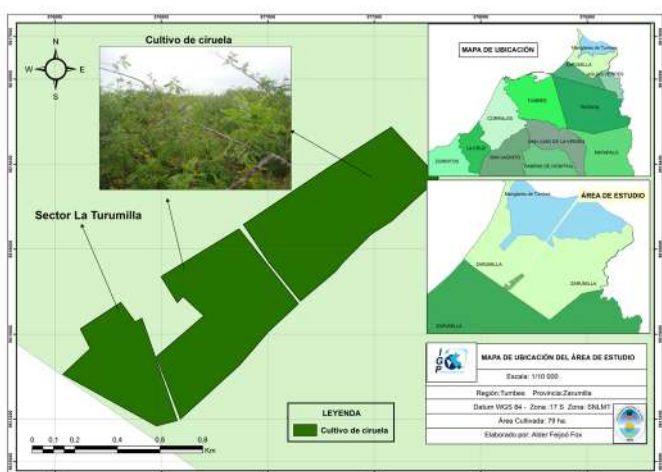 Cultivo de ciruela
N
W E
S
Sector La Turumilla
MAPA DE UBICACIÓN
Manglares de Tumbes
ZARUMILLA
TUMBES
CORRALES
LA CRUZ
SAN JACINTO
SAN JUAN DE LA VIRGEN
PAMPAS DE HOSPITAL
ÁREA DE ESTUDIO
Manglares de Tumbes
ZARUMILLA
ZARUMILLA
ZARUMILLA
IGP
MAPA DE UBICACIÓN DEL ÁREA DE ESTUDIO
Escala: 1/10 000
Región:Tumbes Provincia:Zarumilla
Datum WGS 84 - Zone: 17 S Zona: SNLMT
Área Cultivada: 79 ha.
Elaborado por: Alder Feijoó Fox
LEYENDA
Cultivo de ciruela
0 0,1 0,2 0,4 0,6 0,8
Km